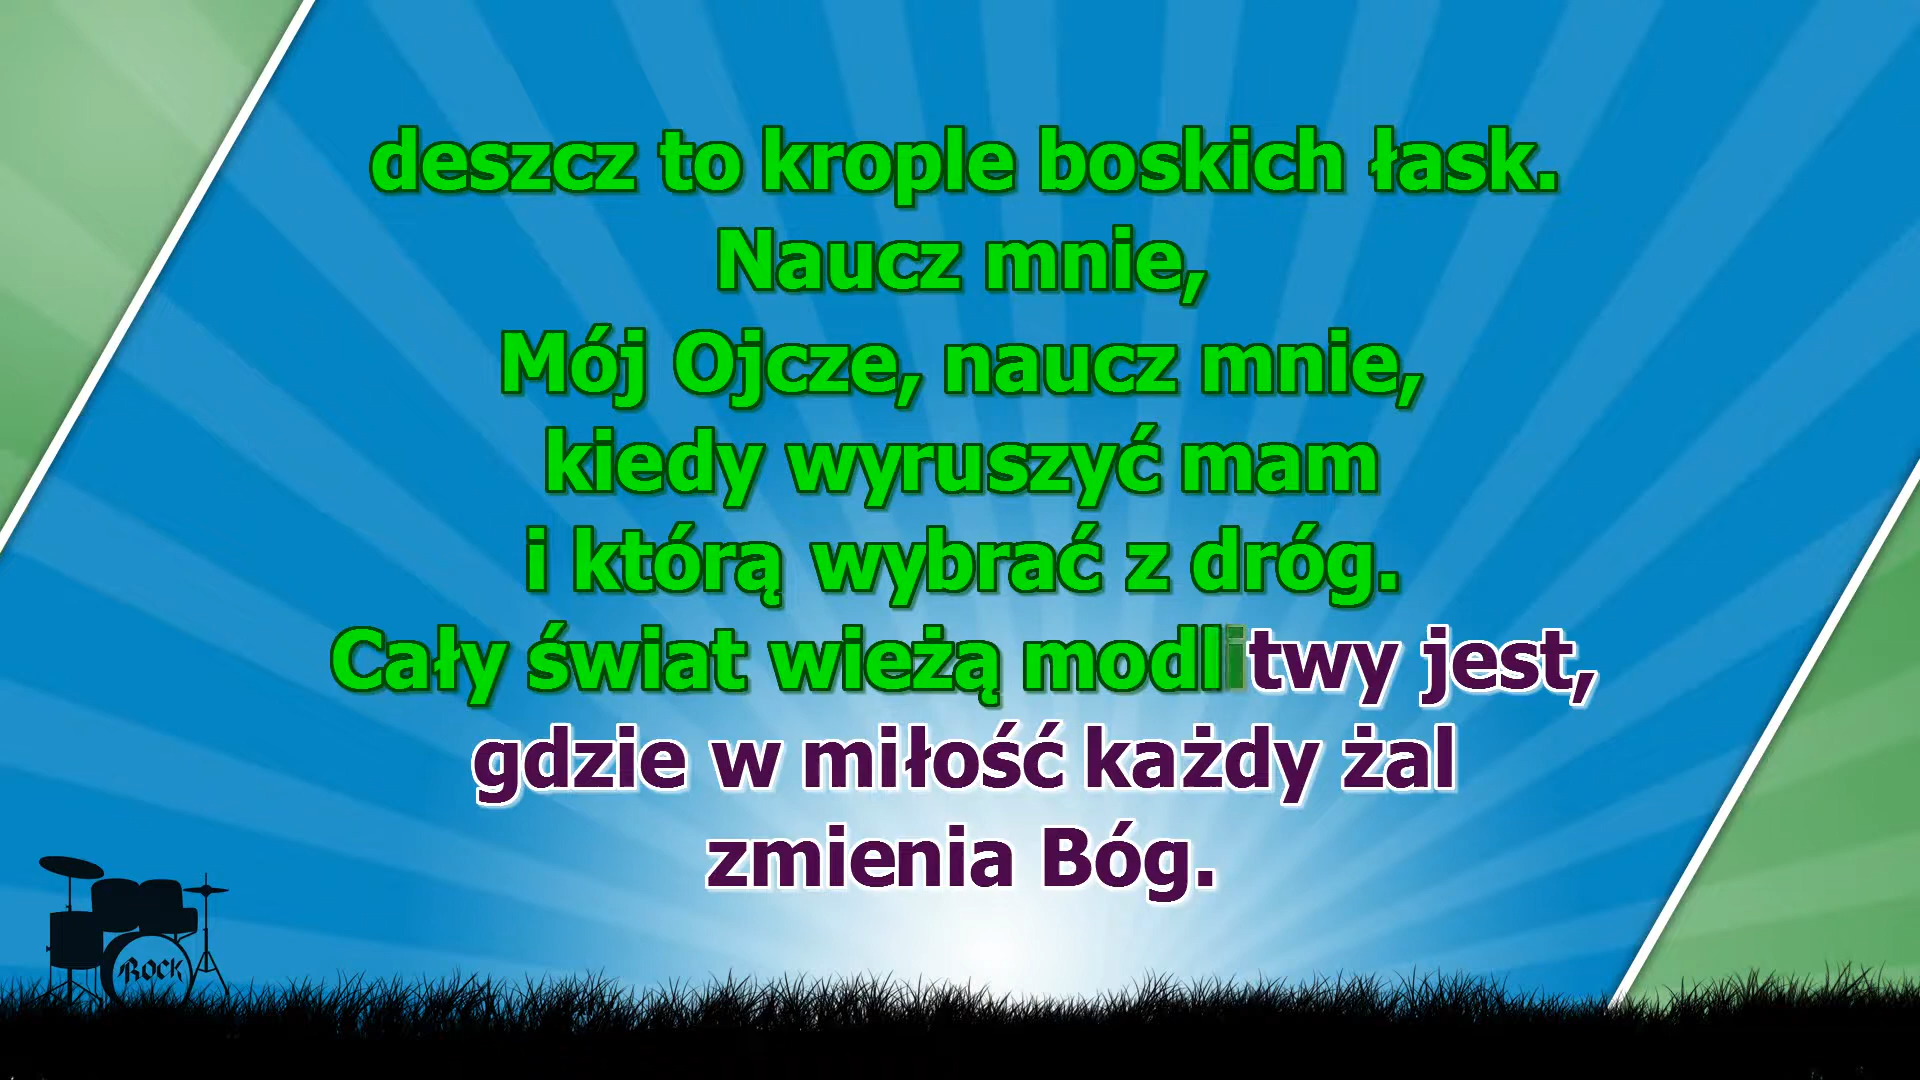 deszcz to krople boskich łask.
Naucz mnie,
Mój Ojcze, naucz mnie,
kiedy wyruszyć mam
i którą wybrać z dróg.
Cały świat wieżą modlitwy jest,
gdzie w miłość każdy żal
zmienia Bóg.
ROCK